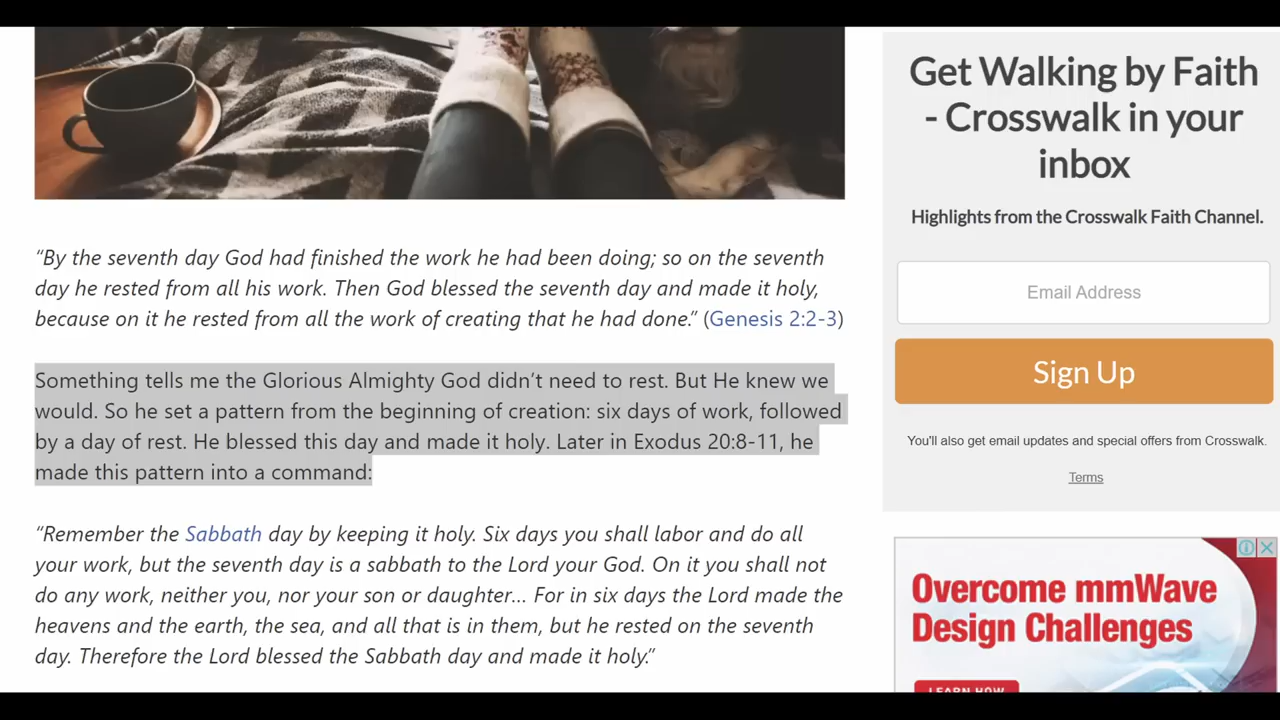 “By the seventh day God had finished the work he had been doing; so on the seventh
day he rested from all his work. Then God blessed the seventh day and made it holy,
because on it he rested from all the work of creating that he had done.” (Genesis 2:2-3)
Something tells me the Glorious Almighty God didn’t need to rest. But He knew we
would. So he set a pattern from the beginning of creation: six days of work, followed
by a day of rest. He blessed this day and made it holy. Later in Exodus 20:8-11, he
made this pattern into a command:
“Remember the Sabbath day by keeping it holy. Six days you shall labor and do all
your work, but the seventh day is a sabbath to the Lord your God. On it you shall not
do any work, neither you, nor your son or daughter… For in six days the Lord made the
heavens and the earth, the sea, and all that is in them, but he rested on the seventh
day. Therefore the Lord blessed the Sabbath day and made it holy.”
Get Walking by Faith
- Crosswalk in your
inbox
Highlights from the Crosswalk Faith Channel.
Email Address
Sign Up
You'll also get email updates and special offers from Crosswalk.
Terms
Overcome mmWave
Design Challenges
LEARN HOW